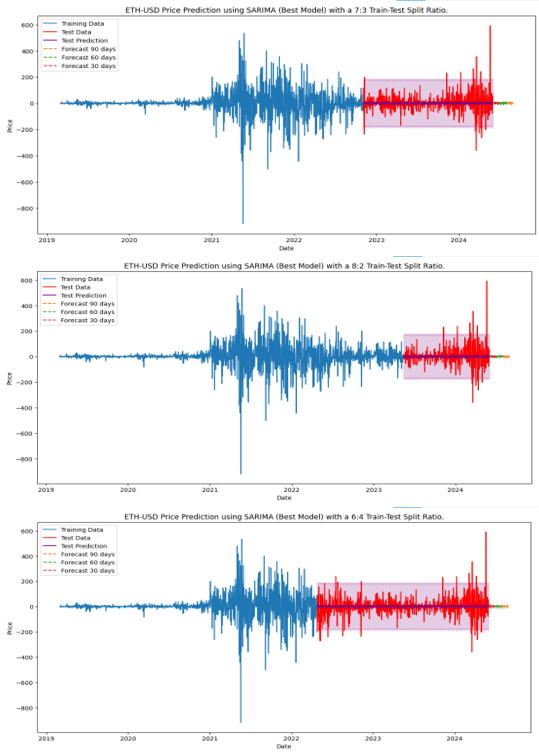 ETH-USD Price Prediction using SARIMA (Best Model) with a 7:3 Train-Test Split Ratio.
Training Data
Test Data
Test Prediction
Forecast 90 days
Forecast 60 days
Forecast 30 days
600
400
200
0
−200
−400
−600
−800
Price
2019 2020 2021 2022 2023 2024
Date
ETH-USD Price Prediction using SARIMA (Best Model) with a 8:2 Train-Test Split Ratio.
Training Data
Test Data
Test Prediction
Forecast 90 days
Forecast 60 days
Forecast 30 days
600
400
200
0
−200
−400
−600
−800
Price
2019 2020 2021 2022 2023 2024
Date
ETH-USD Price Prediction using SARIMA (Best Model) with a 6:4 Train-Test Split Ratio.
Training Data
Test Data
Test Prediction
Forecast 90 days
Forecast 60 days
Forecast 30 days
600
400
200
0
−200
−400
−600
−800
Price
2019 2020 2021 2022 2023 2024
Date